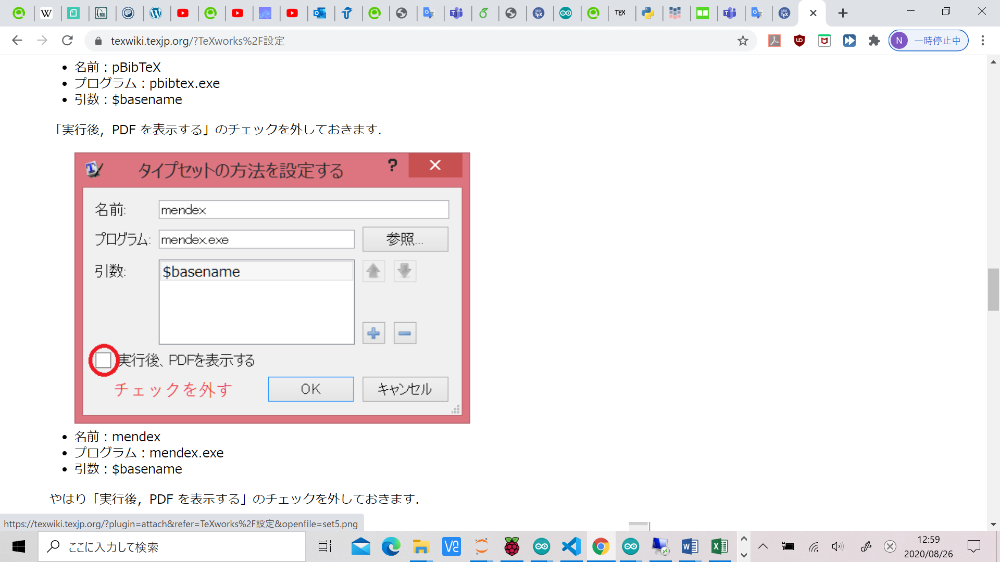 W
RSI
TEX
MiK TEX
texwiki.texjp.org/?TeXworks%2F設定
N 一時停止中
• 名前：pBibTeX
• プログラム：pbibtex.exe
• 引数：$basename
「実行後，PDF を表示する」のチェックを外しておきます．
タイプセットの方法を設定する
?
名前:
mendex
プログラム:
mendex.exe
参照...
引数:
$basename
実行後、PDFを表示する
チェックを外す
OK
キャンセル
• 名前：mendex
• プログラム：mendex.exe
• 引数：$basename
やはり「実行後，PDF を表示する」のチェックを外しておきます．
https://texwiki.texjp.org/?plugin=attach&refer=TeXworks%2F設定&openfile=set5.png
ここに入力して検索
12:59
2020/08/26